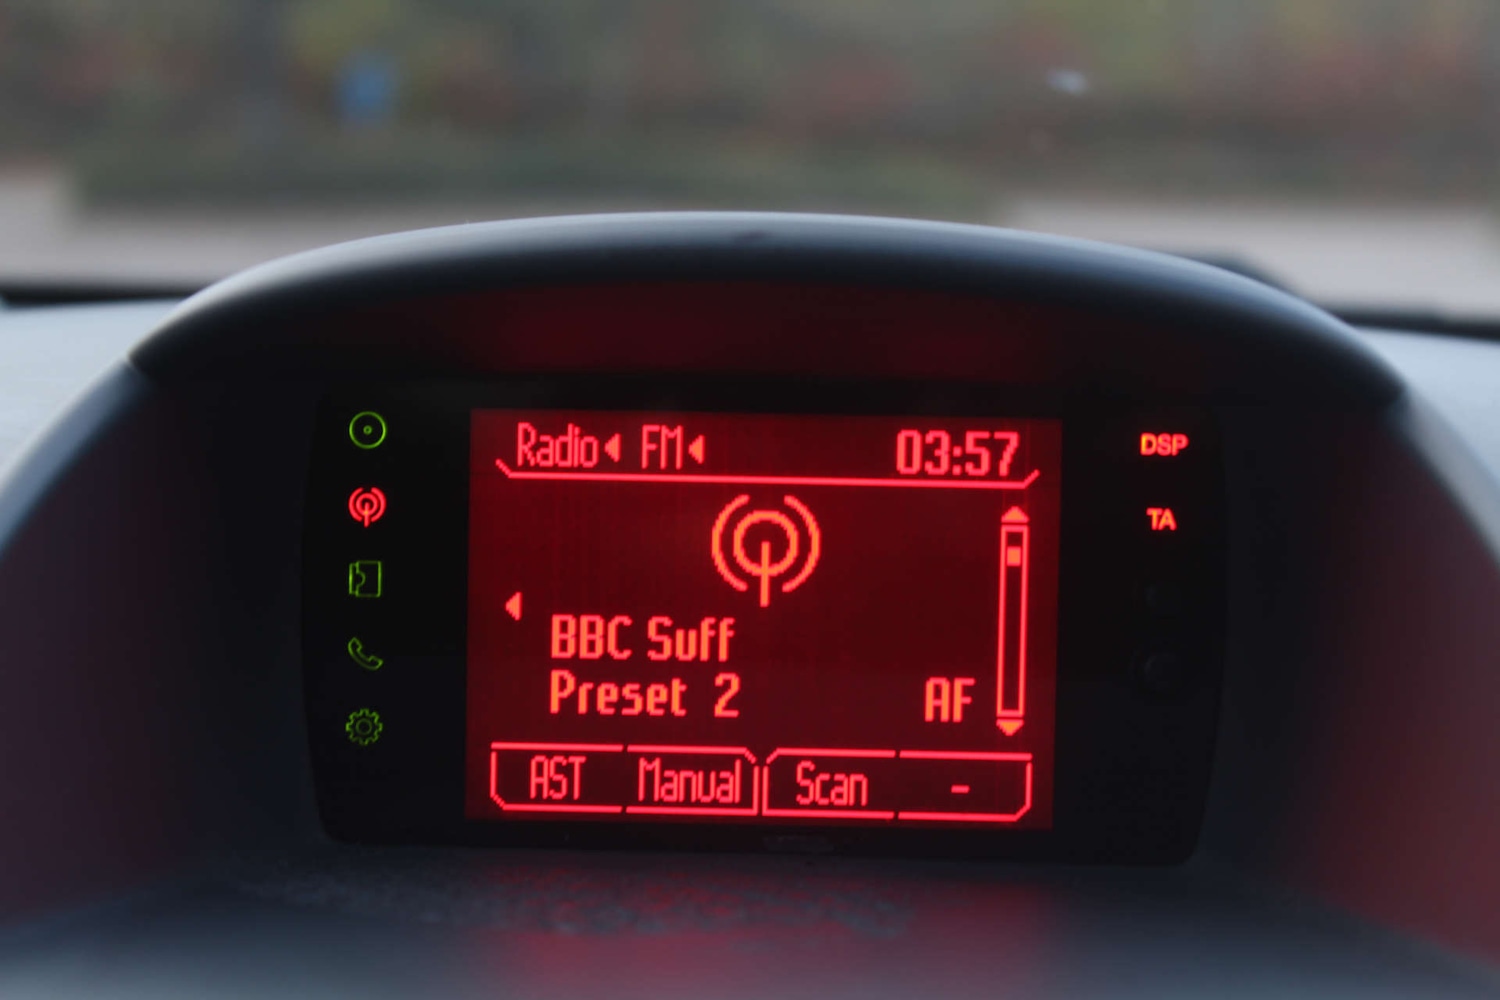 Radio FM 03:57
DSP
TA
BBC Suff
Preset 2 AF
AST Manual Scan -